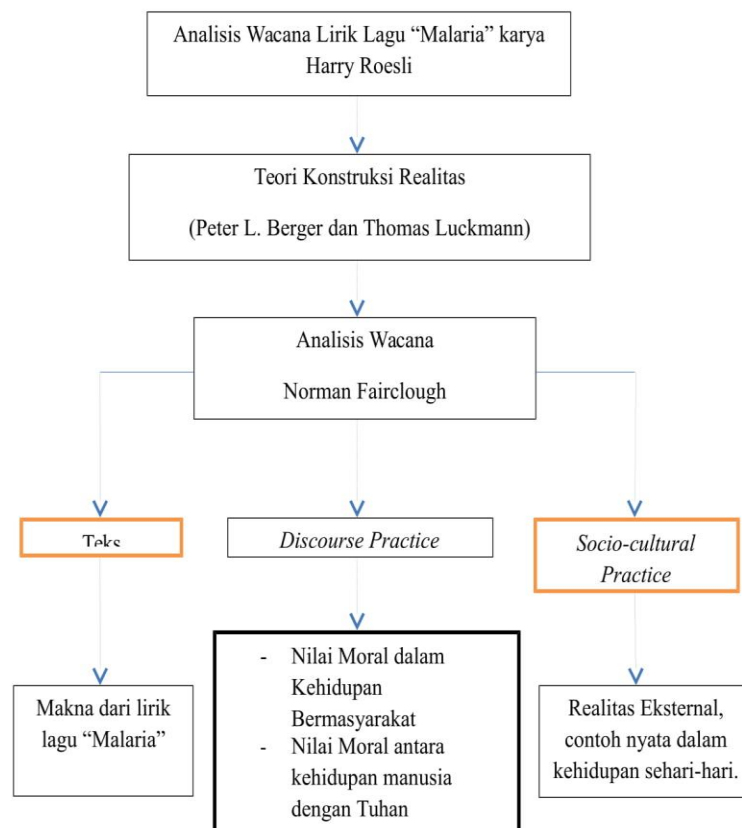 Analisis Wacana Lirik Lagu “Malaria” karya
Harry Roesli
Teori Konstruksi Realitas
(Peter L. Berger dan Thomas Luckmann)
Analisis Wacana
Norman Fairclough
Teks
Discourse Practice
Socio-cultural
Practice
Makna dari lirik
lagu “Malaria”
- Nilai Moral dalam
Kehidupan
Bermasyarakat
- Nilai Moral antara
kehidupan manusia
dengan Tuhan
Realitas Eksternal,
contoh nyata dalam
kehidupan sehari-hari.